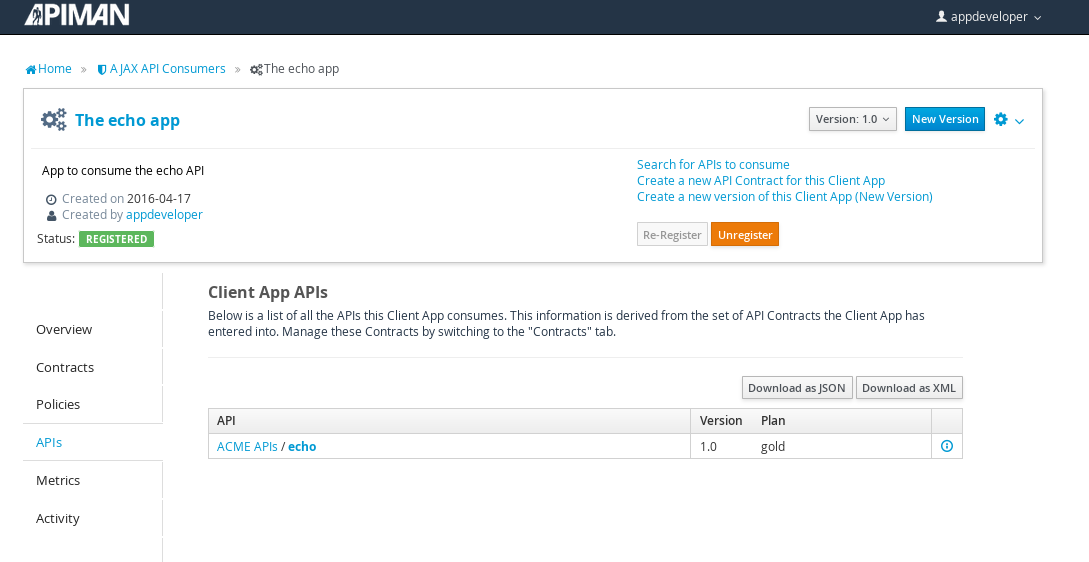 APIMAN
appdeveloper
Home » AJAX API Consumers » The echo app
The echo app
Version: 1.0
New Version
App to consume the echo API
Created on 2016-04-17
Created by appdeveloper
Status: REGISTERED
Search for APIs to consume
Create a new API Contract for this Client App
Create a new version of this Client App (New Version)
Re-Register
Unregister
Overview
Contracts
Policies
APIs
Metrics
Activity
Client App APIs
Below is a list of all the APIs this Client App consumes. This information is derived from the set of API Contracts the Client App has
entered into. Manage these Contracts by switching to the "Contracts" tab.
Download as JSON
Download as XML
API Version Plan
ACME APIs / echo 1.0 gold